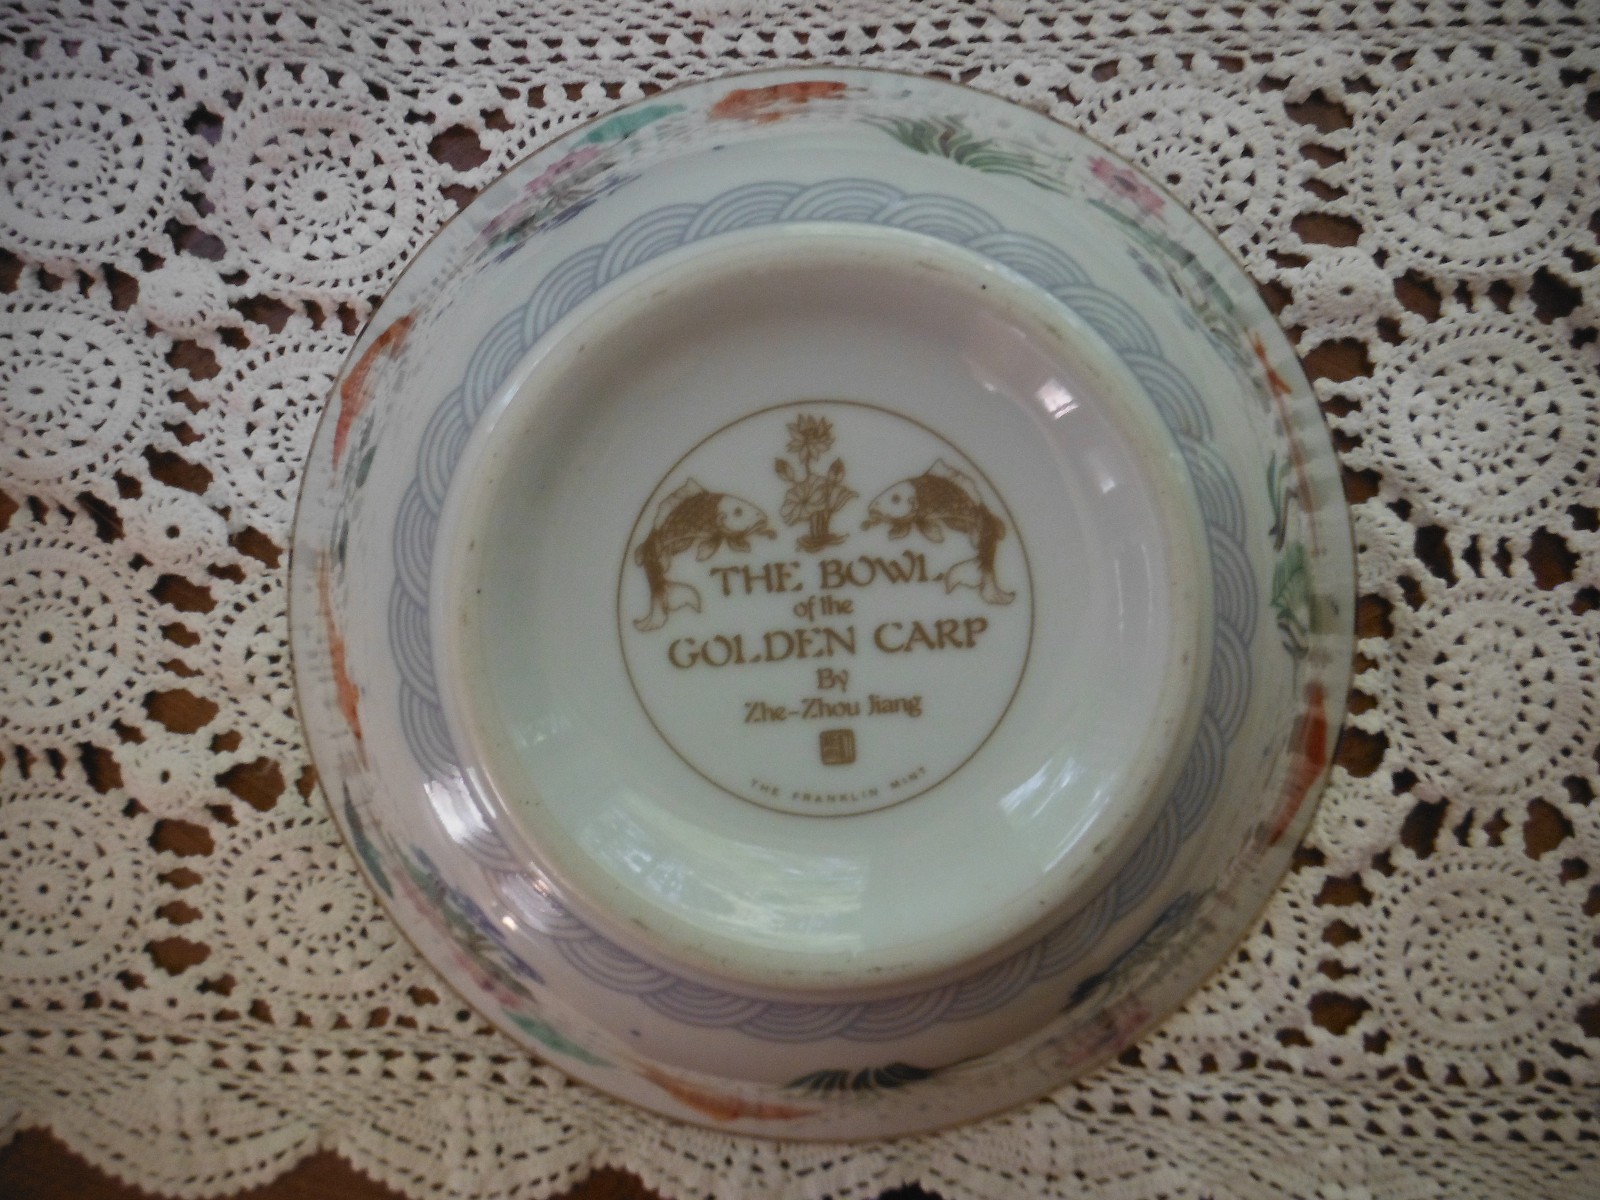 THE BOWL
of the
GOLDEN CARP
By
Zhe-Zhou Jiang
THE FRANKLIN MINT